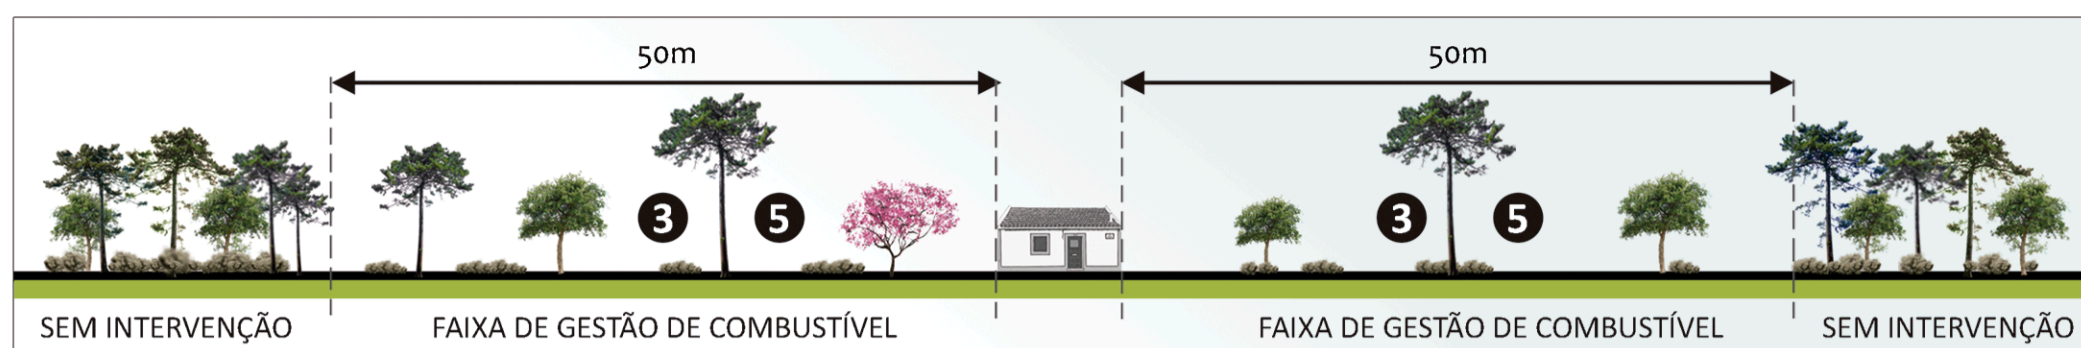 50m
50m
3
5
3
5
SEM INTERVENÇÃO
FAIXA DE GESTÃO DE COMBUSTÍVEL
FAIXA DE GESTÃO DE COMBUSTÍVEL
SEM INTERVENÇÃO